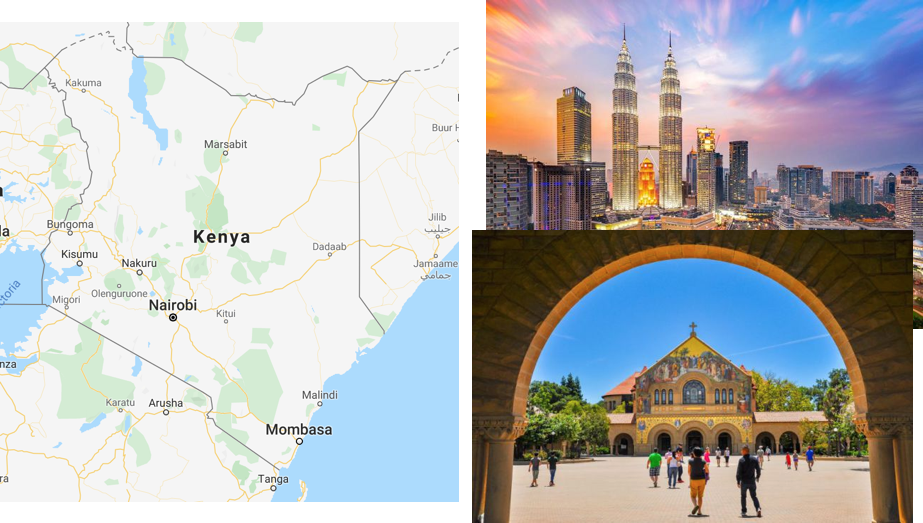 Kakuma
Marsabit
Buur H
Jilib
جيليب
Bungoma
Kenya
Kisumu
Dadaab
Nakuru
Jamaame
جمامي
Olenguruone
Migori
Nairobi
Kitui
Malindi
Karatu
Arusha
Mombasa
Tanga